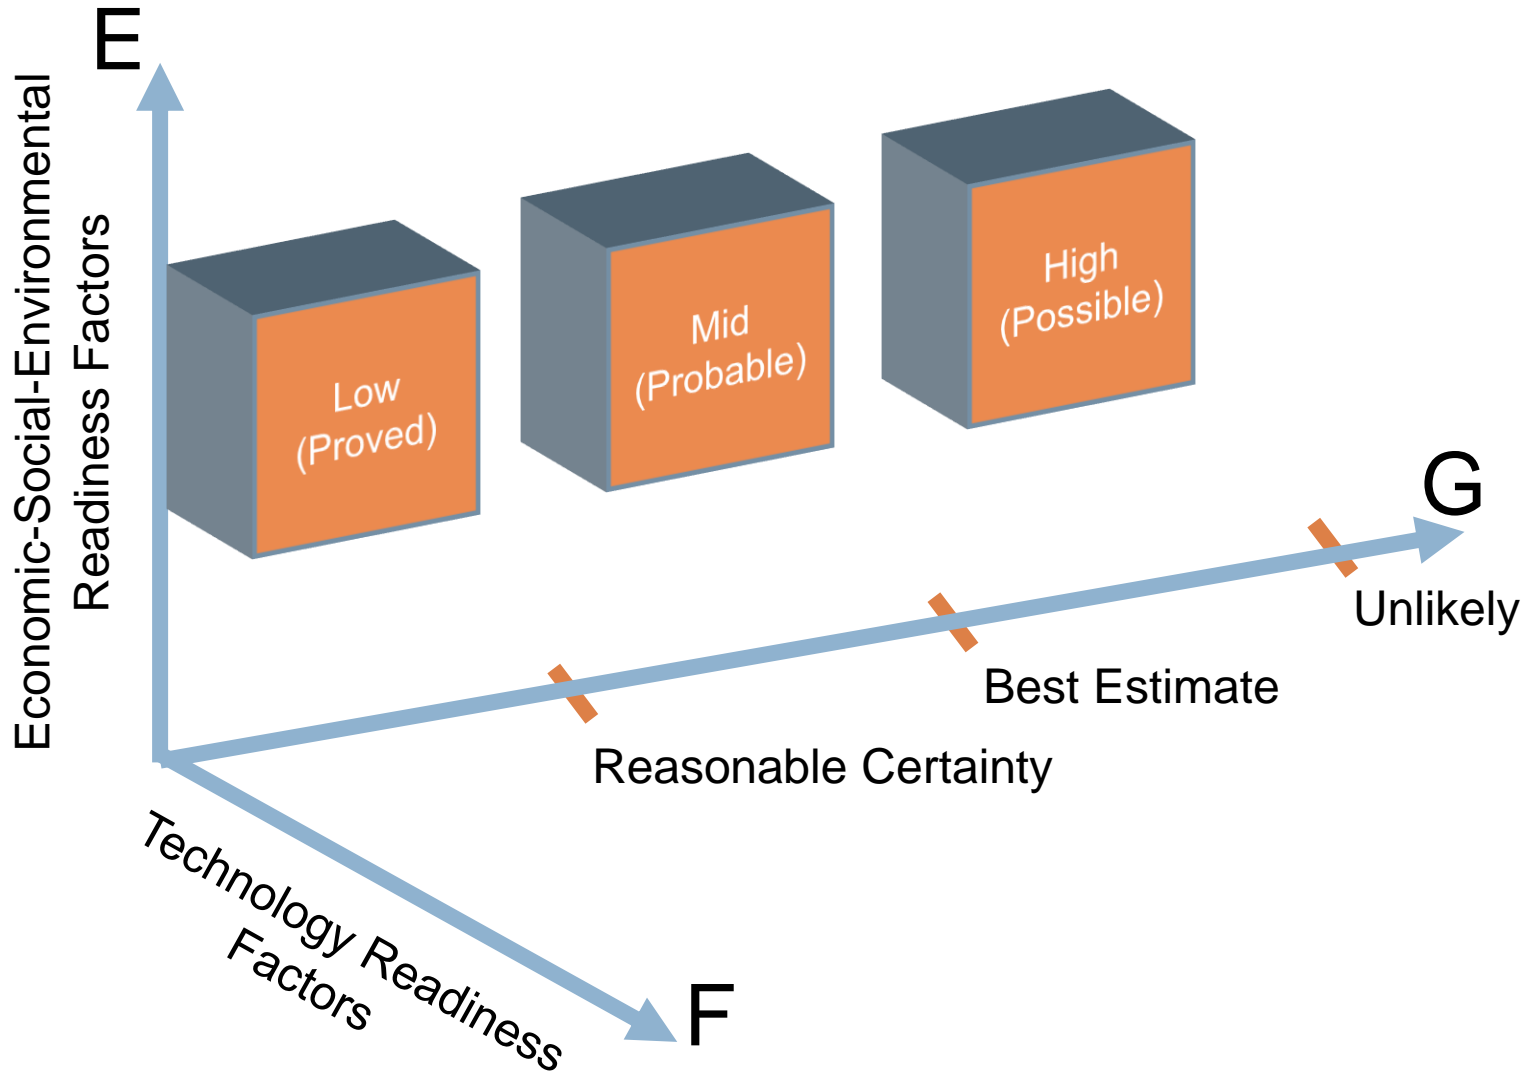 E
Economic-Social-Environmental
Readiness Factors
Low
(Proved)
Mid
(Probable)
High
(Possible)
G
Unlikely
Best Estimate
Reasonable Certainty
Technology Readiness
Factors
F